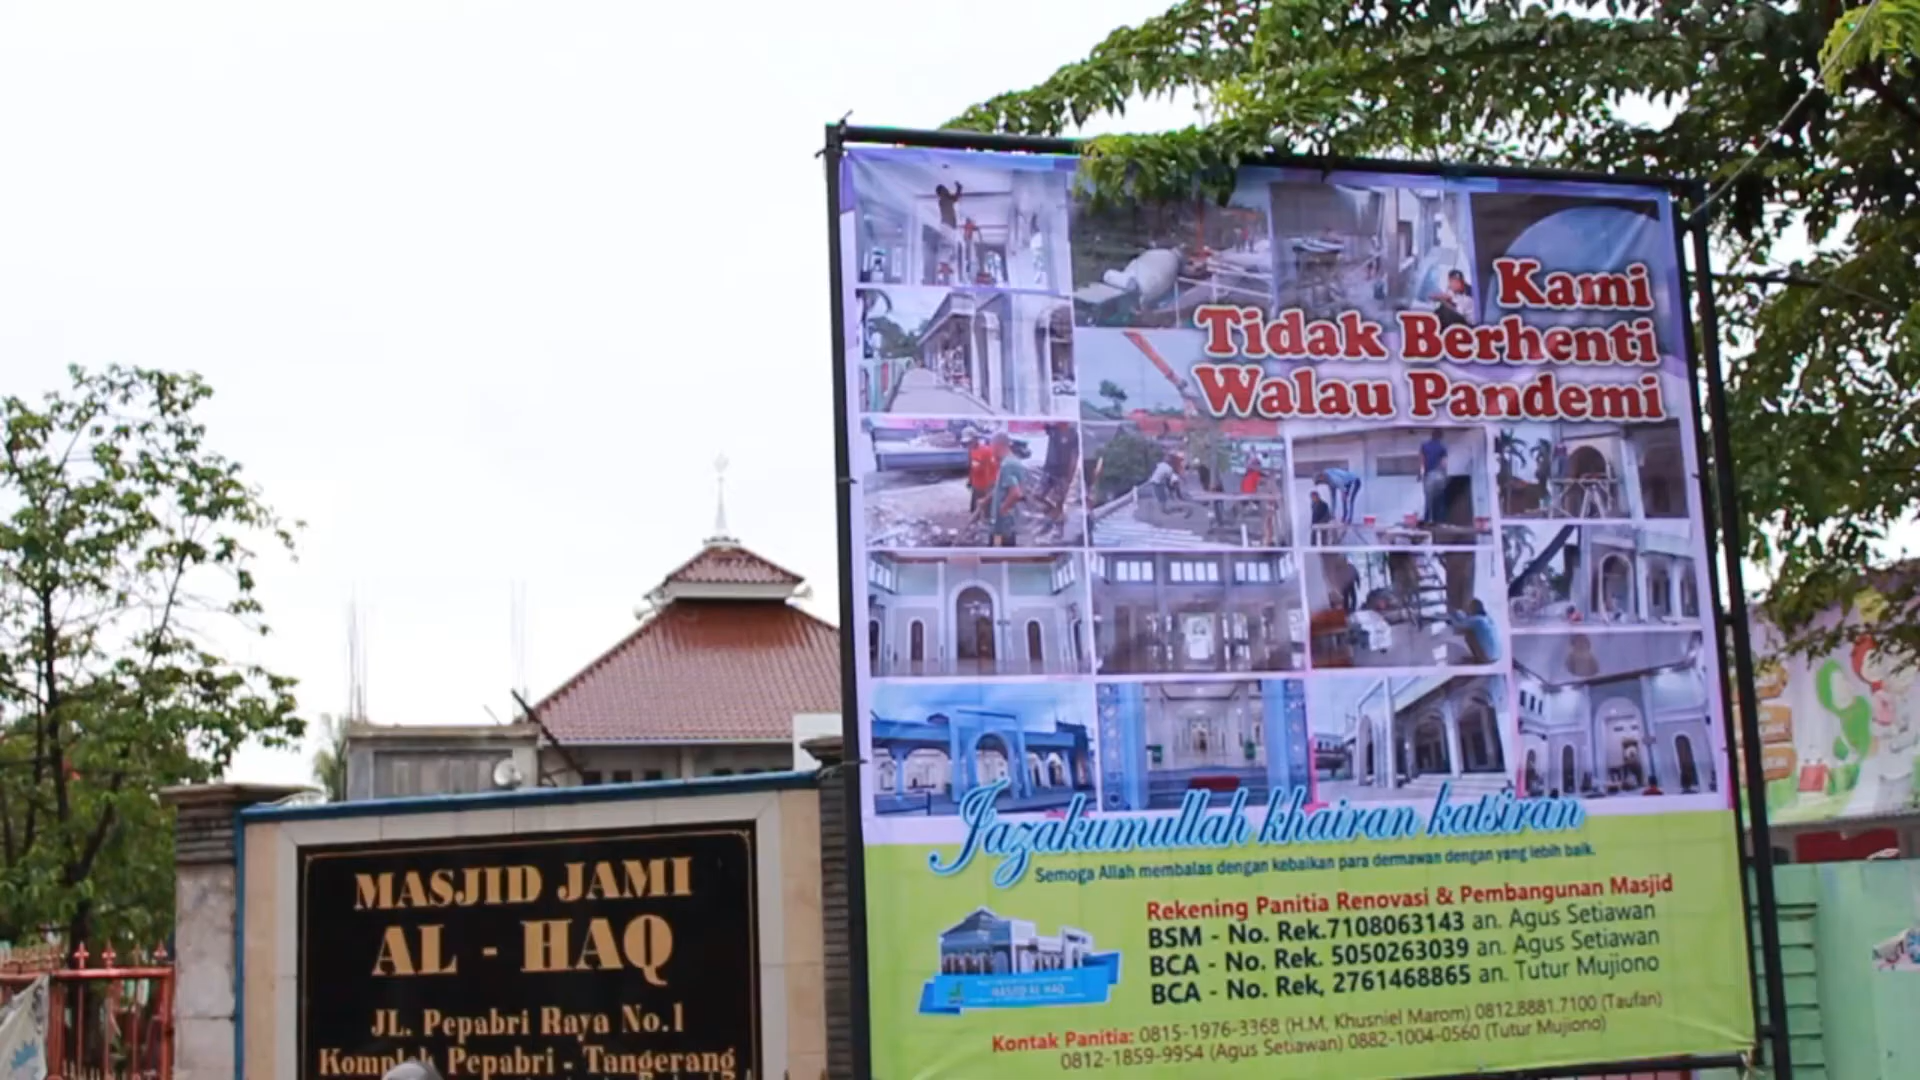 MASJID JAMI
AL - HAQ
JL. Pepabri Raya No.1
Komplek Pepabri - Tangerang
Kami
Tidak Berhenti
Walau Pandemi
Jazakumullah khairan katsiran
Semoga Allah membalas dengan kebaikan para dermawan dengan yang lebih baik.
Rekening Panitia Renovasi & Pembangunan Masjid
BSM - No. Rek.7108063143 an. Agus Setiawan
BCA - No. Rek. 5050263039 an. Agus Setiawan
BCA - No. Rek, 2761468865 an. Tutur Mujiono
MASJID AL HAQ
Kontak Panitia: 0815-1976-3368 (H.M, Khusniel Marom) 0812.8881.7100 (Taufan)
0812-1859-9954 (Agus Setiawan) 0882-1004-0560 (Tutur Mujiono)